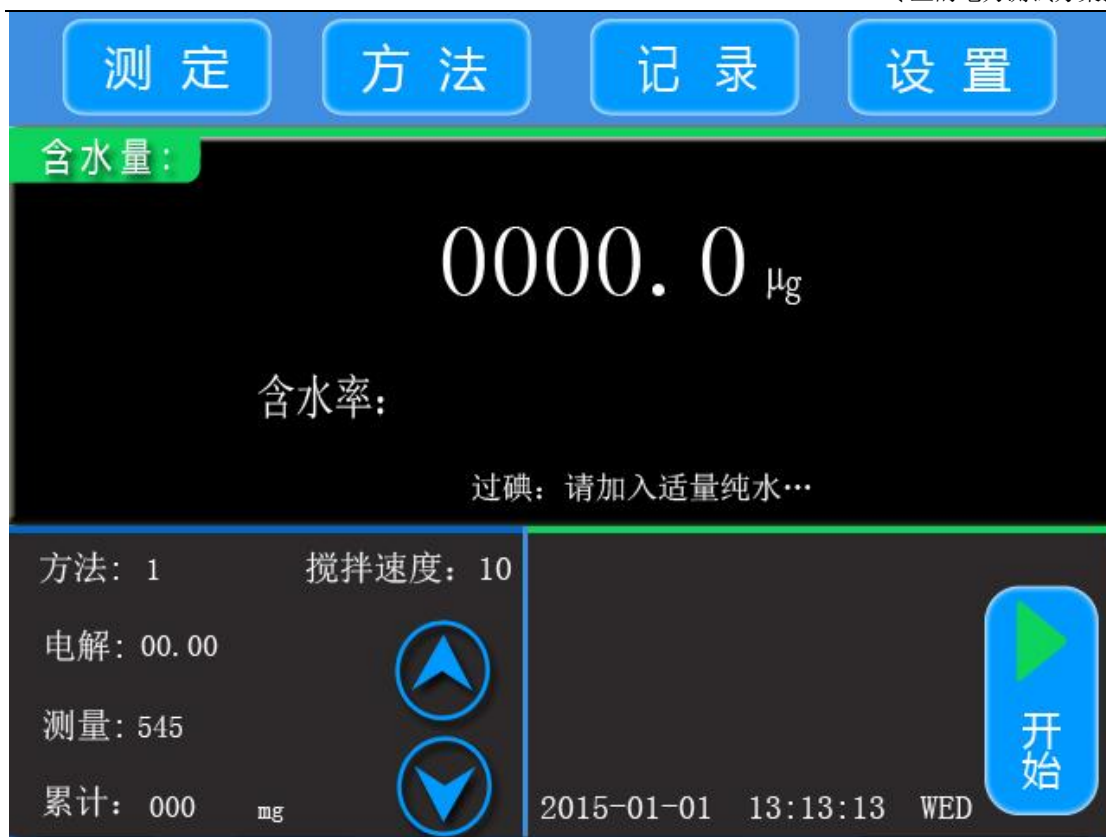 测定 方法 记录 设置
含水量:
0000.0 μg
含水率:
过碘: 请加入适量纯水…
方法: 1 搅拌速度: 10
电解: 00.00
测量: 545
累计: 000 mg
开始
2015-01-01 13:13:13 WED